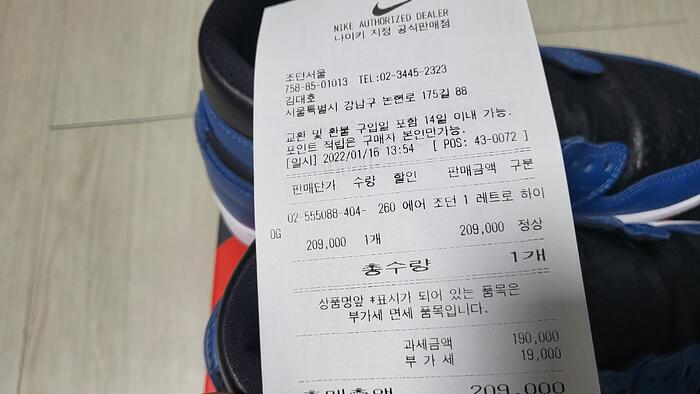 NIKE AUTHORIZED DEALER
나이키 지정 공식판매점
조던서울
758-85-01013 TEL:02-3445-2323
김대호
서울특별시 강남구 논현로 175길 88
교환 및 환불 구입일 포함 14일 이내 가능.
포인트 적립은 구매자 본인만가능.
[일시] 2022/01/16 13:54 [ POS: 43-0072 ]
판매단가 수량 할인 판매금액 구분
02-555088-404- 260 에어 조던 1 레트로 하이
OG
209,000 1개 209,000 정상
총수량 1개
상품명앞 *표시가 되어 있는 품목은
부가세 면세 품목입니다.
과세금액 190,000
부 가 세 19,000
총매출액 209,000